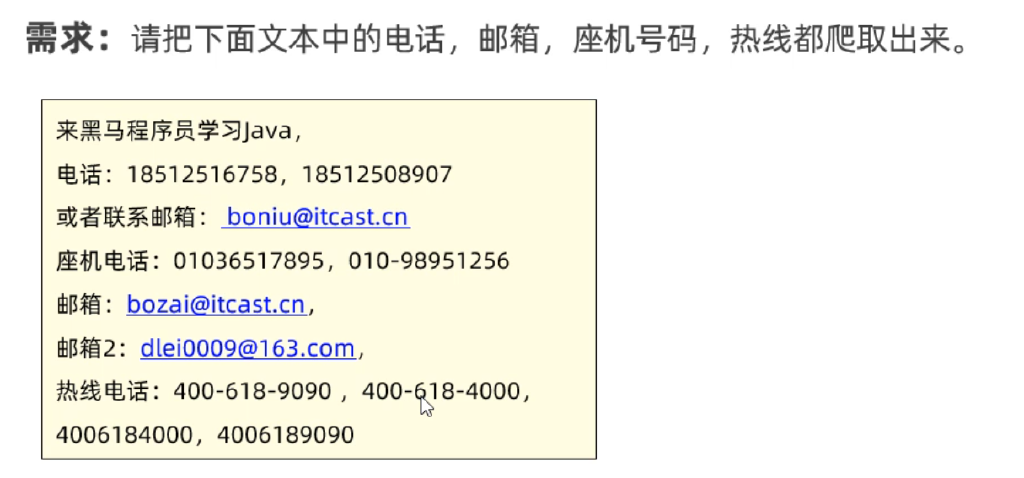 需求：请把下面文本中的电话，邮箱，座机号码，热线都爬取出来。
来黑马程序员学习Java，
电话：18512516758，18512508907
或者联系邮箱： boniu@itcast.cn
座机电话：01036517895，010-98951256
邮箱：bozai@itcast.cn，
邮箱2：dlei0009@163.com，
热线电话：400-618-9090 ，400-618-4000，
4006184000，4006189090